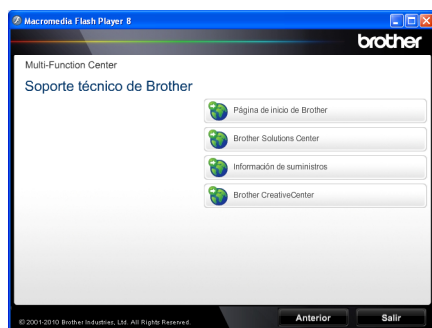 Macromedia Flash Player 8
brother
Multi-Function Center
Soporte técnico de Brother
Página de inicio de Brother
Brother Solutions Center
Información de suministros
Brother CreativeCenter
© 2001-2010 Brother Industries, Ltd. All Rights Reserved.
Anterior
Salir